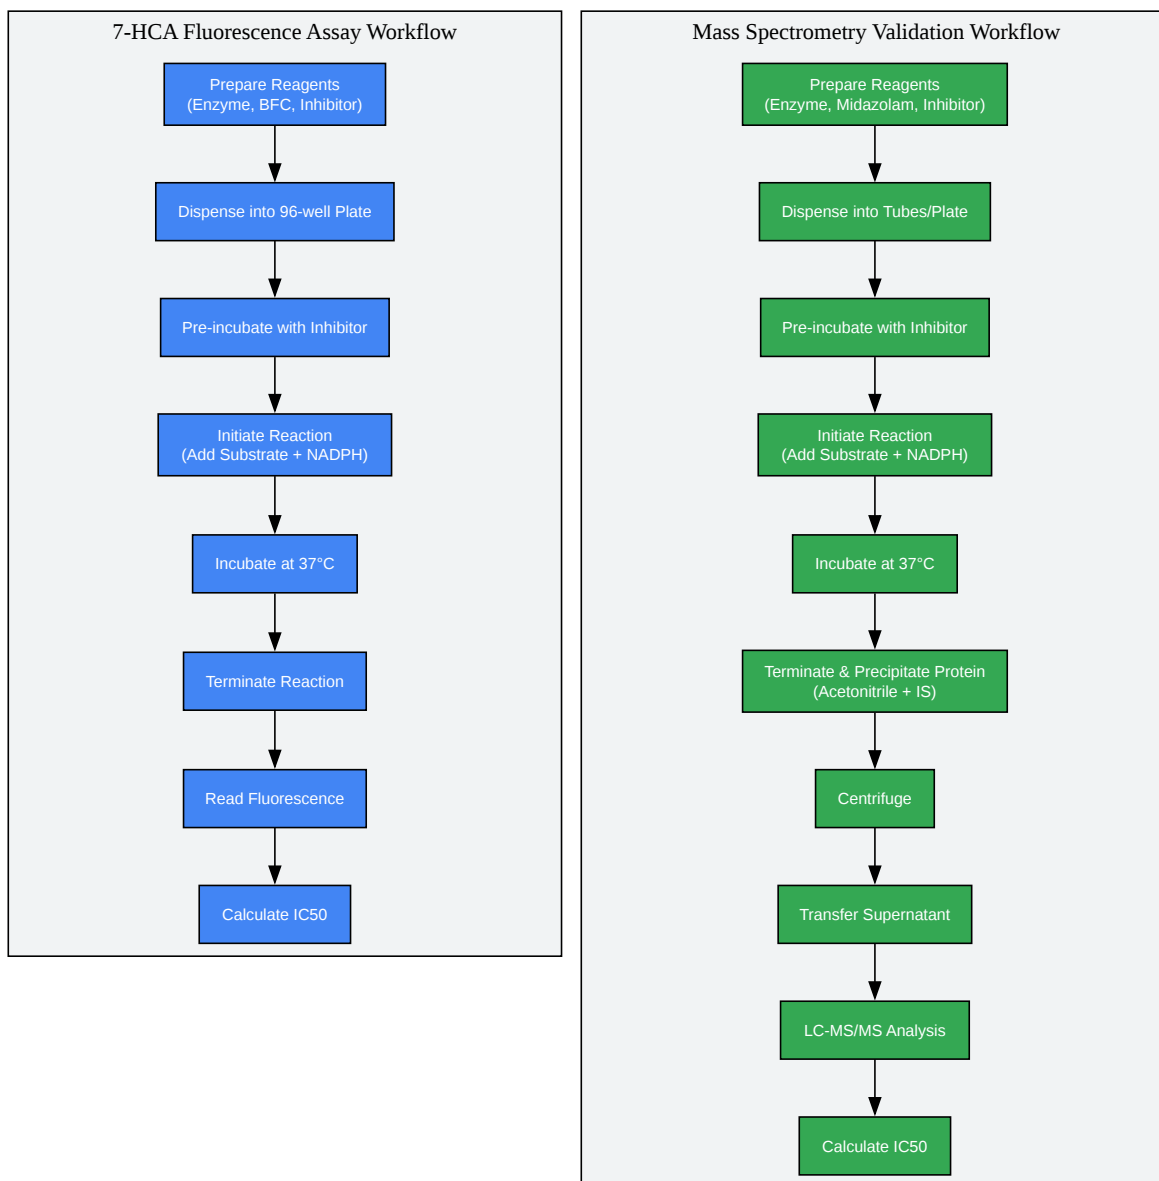 7-HCA Fluorescence Assay Workflow
Prepare Reagents
(Enzyme, BFC, Inhibitor)
Dispense into 96-well Plate
Pre-incubate with Inhibitor
Initiate Reaction
(Add Substrate + NADPH)
Incubate at 37°C
Terminate Reaction
Read Fluorescence
Calculate IC50
Mass Spectrometry Validation Workflow
Prepare Reagents
(Enzyme, Midazolam, Inhibitor)
Dispense into Tubes/Plate
Pre-incubate with Inhibitor
Initiate Reaction
(Add Substrate + NADPH)
Incubate at 37°C
Terminate & Precipitate Protein
(Acetonitrile + IS)
Centrifuge
Transfer Supernatant
LC-MS/MS Analysis
Calculate IC50